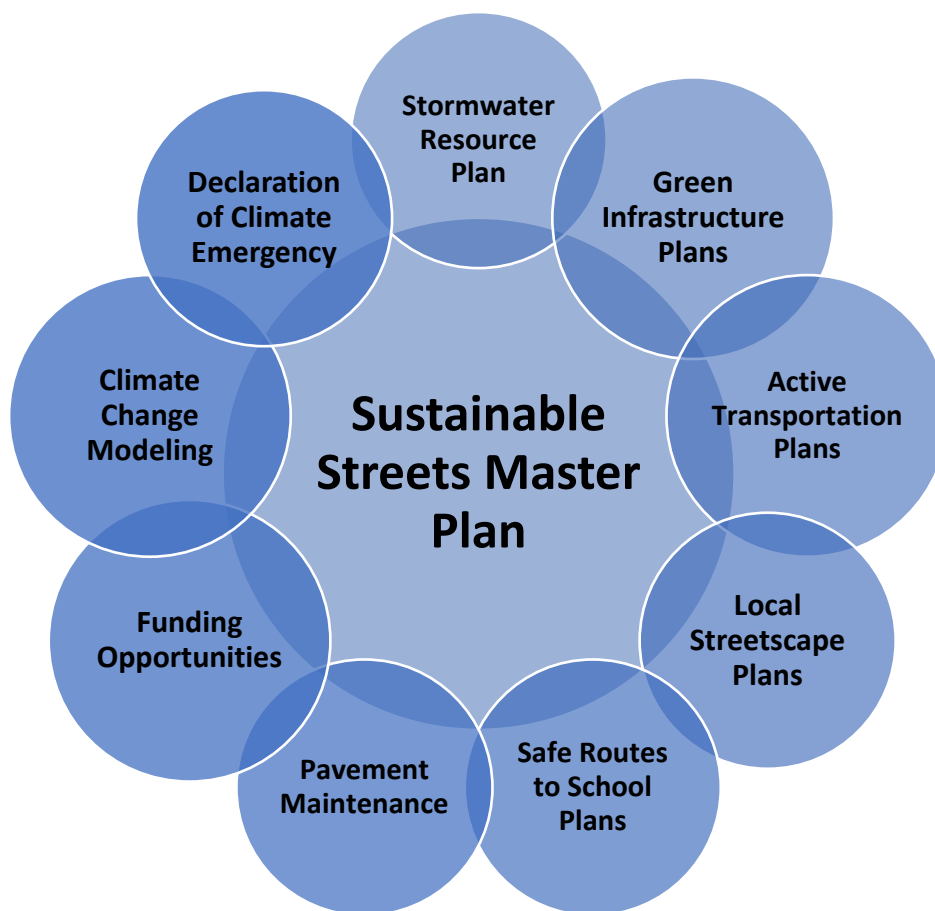 Stormwater
Resource
Plan
Green
Infrastructure
Plans
Active
Transportation
Plans
Local
Streetscape
Plans
Safe Routes
to School
Plans
Pavement
Maintenance
Funding
Opportunities
Climate
Change
Modeling
Declaration
of Climate
Emergency
Sustainable
Streets Master
Plan